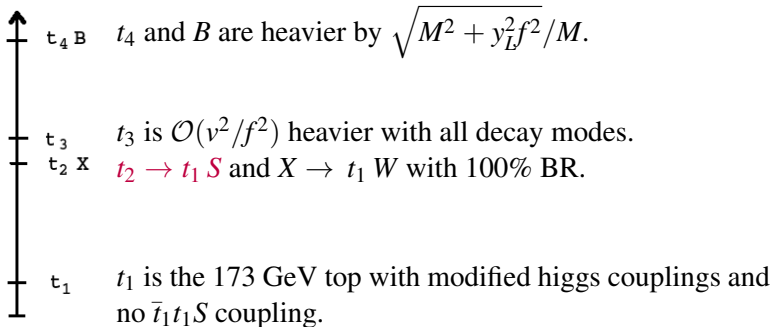 t₄ B t₄ and B are heavier by √(M² + y_L² f²)/M.
t₃ t₃ is 𝒪(v²/f²) heavier with all decay modes.
t₂ X t₂ → t₁ S and X → t₁ W with 100% BR.
t₁ t₁ is the 173 GeV top with modified higgs couplings and
no t̄₁t₁S coupling.